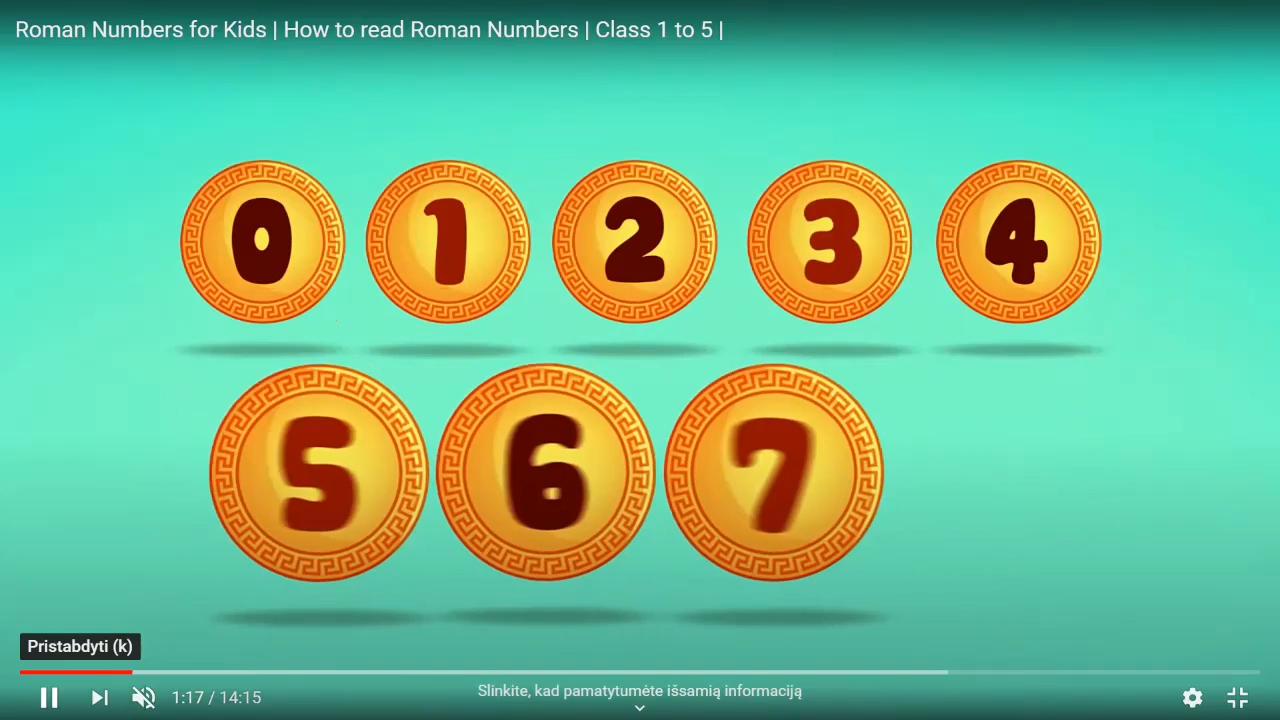 Roman Numbers for Kids | How to read Roman Numbers | Class 1 to 5 |
0 1 2 3 4
5 6 7
Pristabdyti (k)
1:17 / 14:15
Slinkite, kad pamatytumėte išsamią informaciją